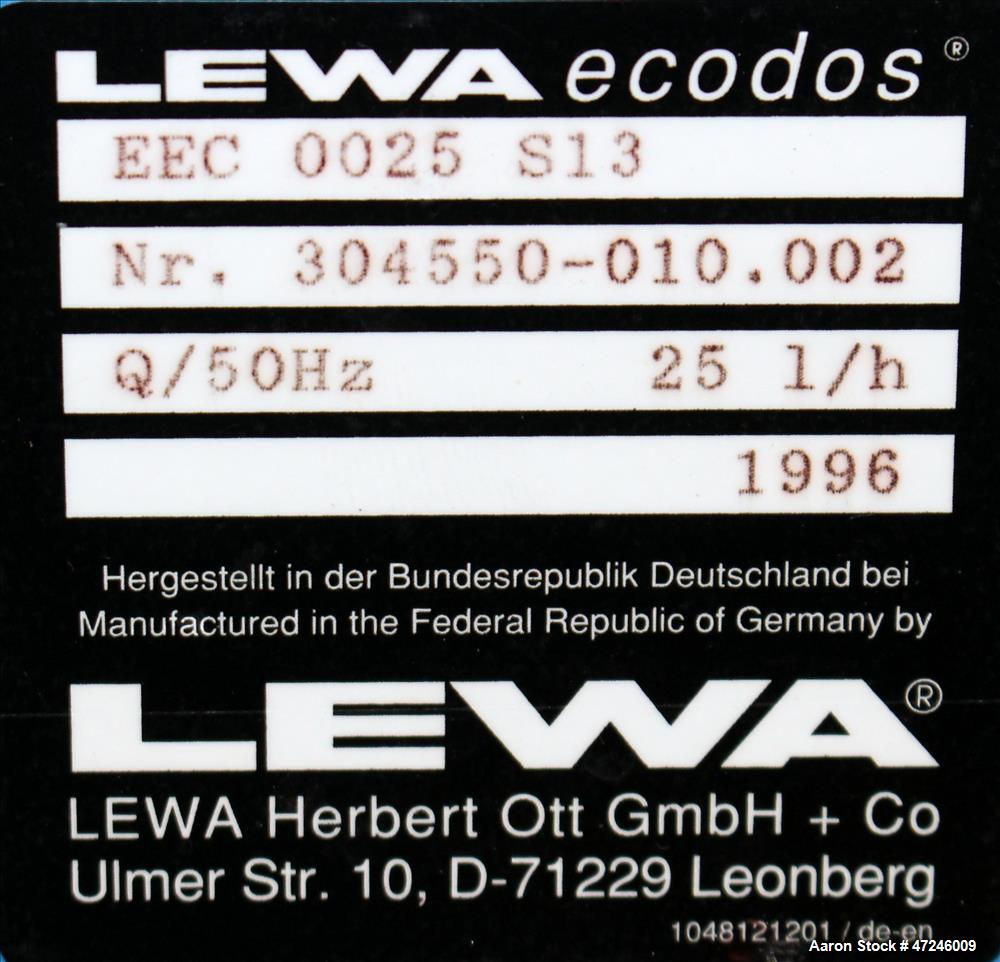 LEWA ecodos®
EEC 0025 S13
Nr. 304550-010.002
Q/50Hz 25 l/h
1996
Hergestellt in der Bundesrepublik Deutschland bei
Manufactured in the Federal Republic of Germany by
LEWA®
LEWA Herbert Ott GmbH + Co
Ulmer Str. 10, D-71229 Leonberg
1048121201 / de-en
Aaron Stock # 47246009